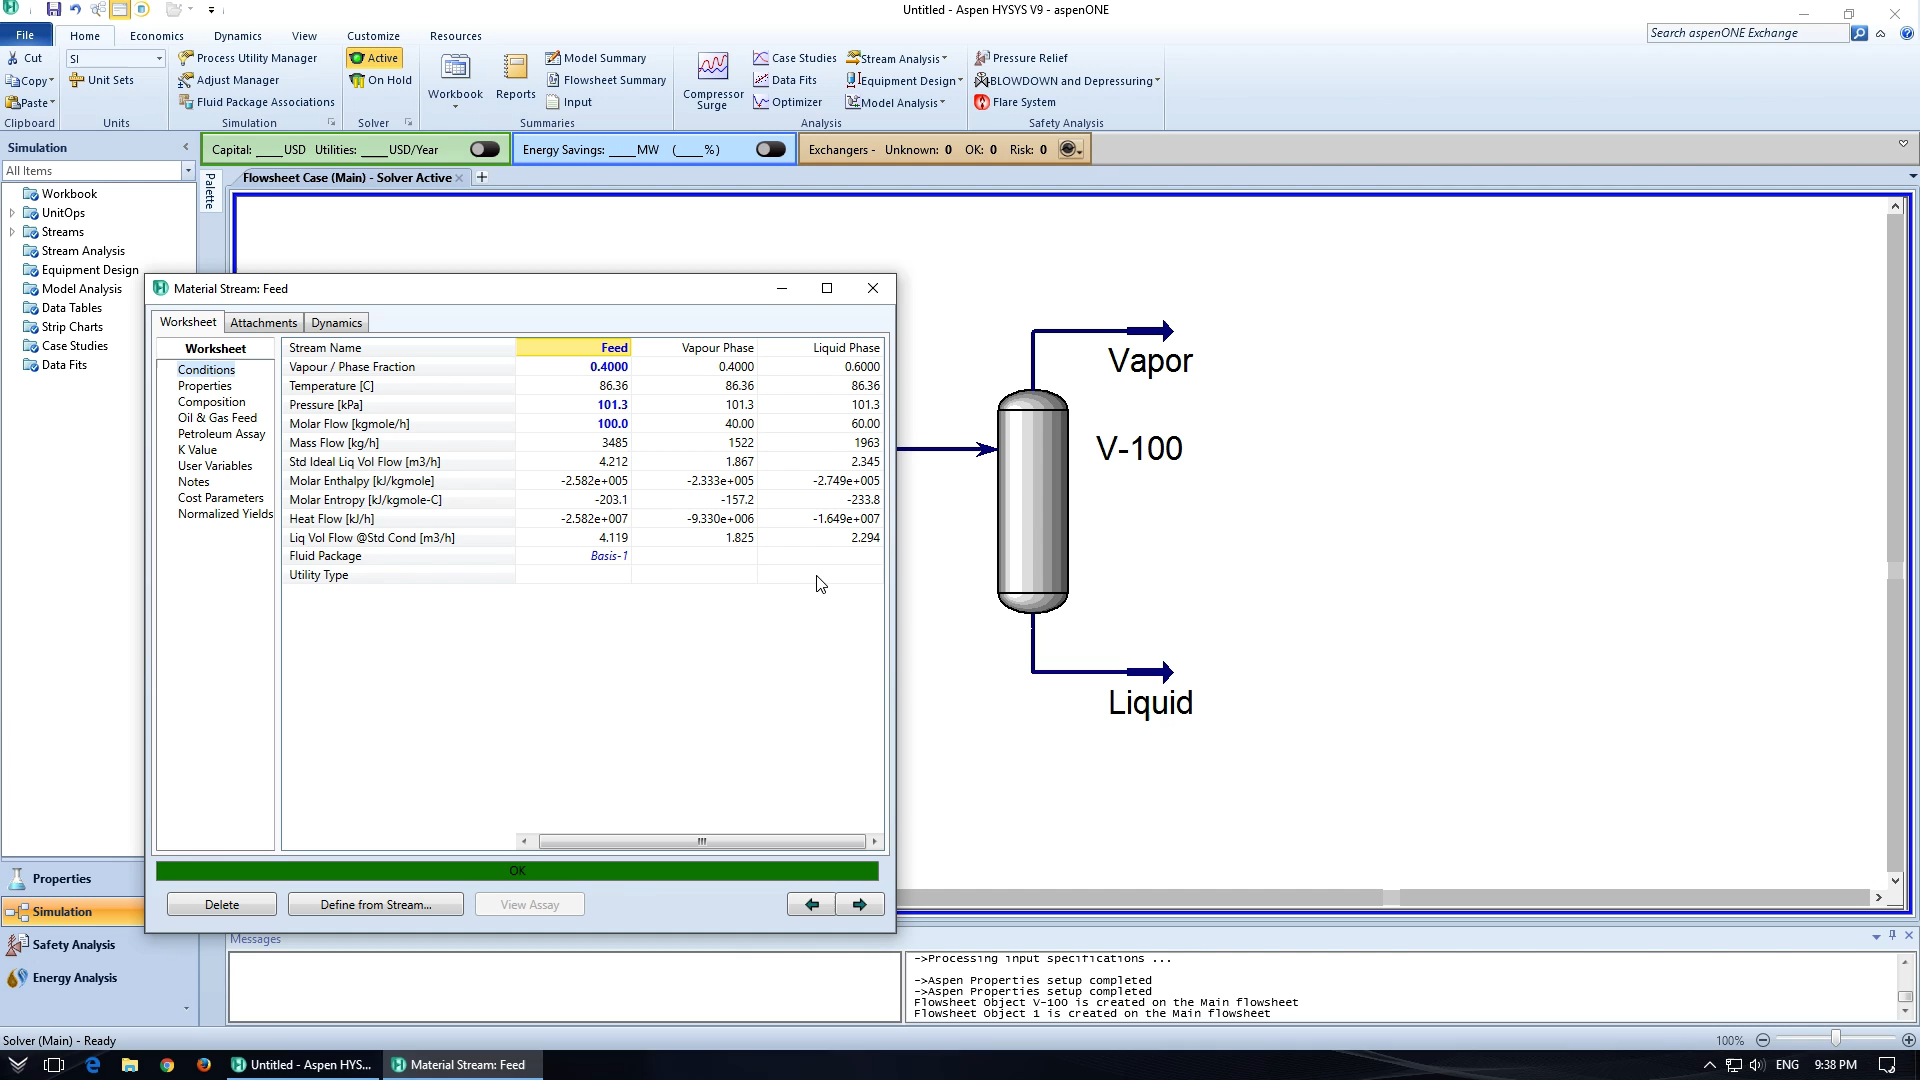 Untitled - Aspen HYSYS V9 - aspenONE
File Home Economics Dynamics View Customize Resources
Search aspenONE Exchange
Cut SI Process Utility Manager Active Model Summary Case Studies Stream Analysis Pressure Relief
Copy Unit Sets Adjust Manager On Hold Workbook Reports Flowsheet Summary Compressor Surge Data Fits Equipment Design BLOWDOWN and Depressuring
Paste Fluid Package Associations Input Optimizer Model Analysis Flare System
Clipboard Units Simulation Solver Summaries Analysis Safety Analysis
Simulation
Capital: ____USD Utilities: ____USD/Year
Energy Savings: ____MW (____%)
Exchangers - Unknown: 0 OK: 0 Risk: 0
All Items
Palette
Flowsheet Case (Main) - Solver Active
Workbook
UnitOps
Streams
Stream Analysis
Equipment Design
Model Analysis
Data Tables
Strip Charts
Case Studies
Data Fits
Material Stream: Feed
Worksheet Attachments Dynamics
Worksheet
Conditions
Properties
Composition
Oil & Gas Feed
Petroleum Assay
K Value
User Variables
Notes
Cost Parameters
Normalized Yields
Stream Name Feed Vapour Phase Liquid Phase
Vapour / Phase Fraction 0.4000 0.4000 0.6000
Temperature [C] 86.36 86.36 86.36
Pressure [kPa] 101.3 101.3 101.3
Molar Flow [kgmole/h] 100.0 40.00 60.00
Mass Flow [kg/h] 3485 1522 1963
Std Ideal Liq Vol Flow [m3/h] 4.212 1.867 2.345
Molar Enthalpy [kJ/kgmole] -2.582e+005 -2.333e+005 -2.749e+005
Molar Entropy [kJ/kgmole-C] -203.1 -157.2 -233.8
Heat Flow [kJ/h] -2.582e+007 -9.330e+006 -1.649e+007
Liq Vol Flow @Std Cond [m3/h] 4.119 1.825 2.294
Fluid Package Basis-1
Utility Type
OK
Delete Define from Stream... View Assay
Vapor
V-100
Liquid
Properties
Simulation
Safety Analysis
Energy Analysis
Messages
->Processing input specifications ...
->Aspen Properties setup completed
->Aspen Properties setup completed
Flowsheet Object V-100 is created on the Main flowsheet
Flowsheet Object 1 is created on the Main flowsheet
Solver (Main) - Ready
100%
Untitled - Aspen HYS...
Material Stream: Feed
ENG
9:38 PM